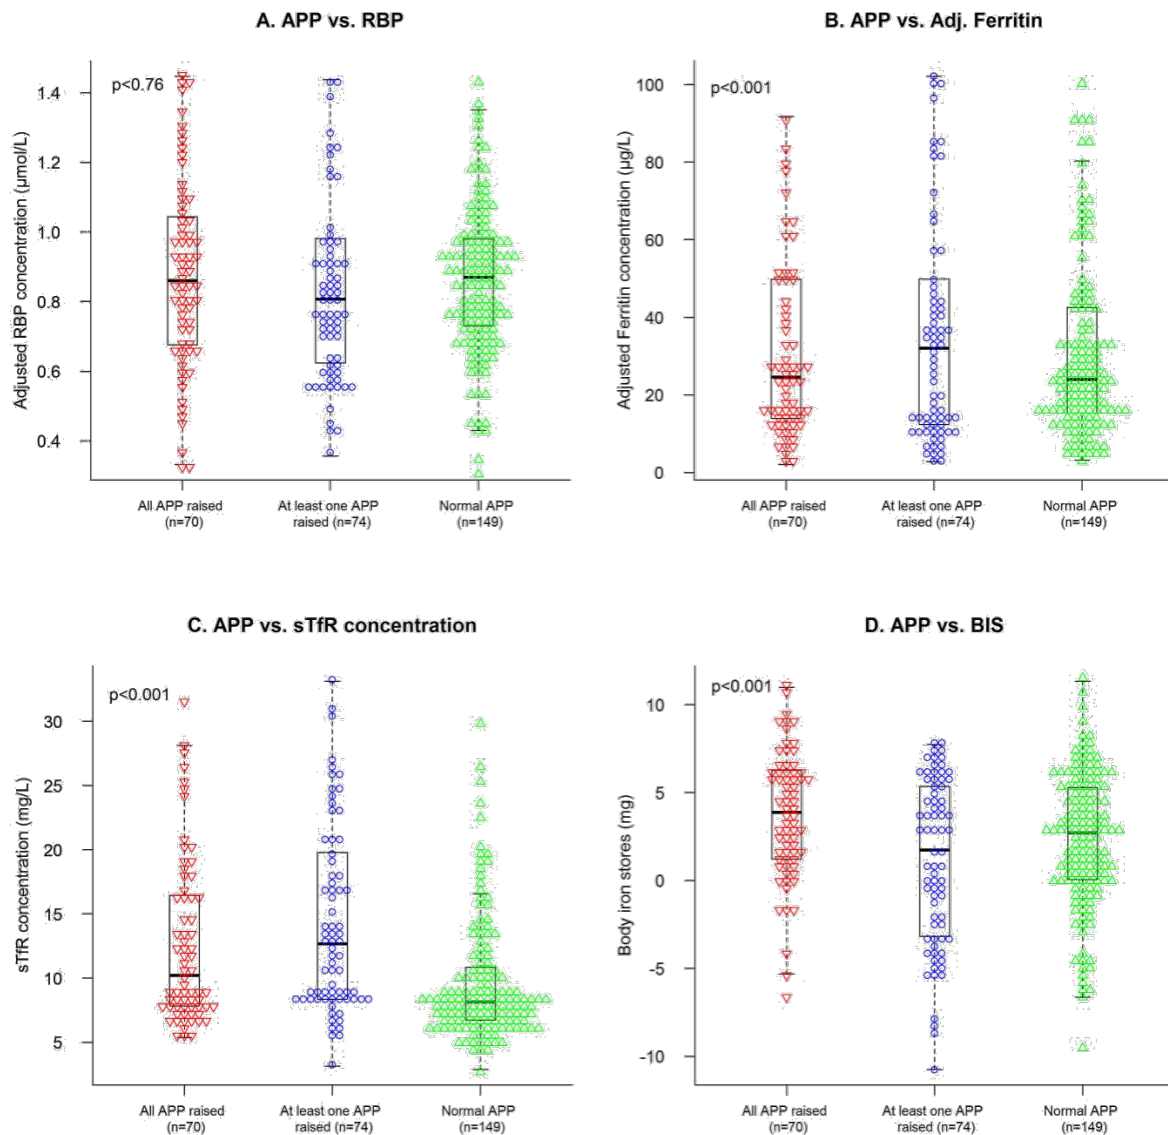 A. APP vs. RBP
p<0.76
Adjusted RBP concentration (µmol/L)
1.4
1.2
1.0
0.8
0.6
0.4
All APP raised
(n=70)
At least one APP
raised (n=74)
Normal APP
(n=149)
B. APP vs. Adj. Ferritin
p<0.001
Adjusted Ferritin concentration (µg/L)
100
80
60
40
20
0
All APP raised
(n=70)
At least one APP
raised (n=74)
Normal APP
(n=149)
C. APP vs. sTfR concentration
p<0.001
sTfR concentration (mg/L)
30
25
20
15
10
5
All APP raised
(n=70)
At least one APP
raised (n=74)
Normal APP
(n=149)
D. APP vs. BIS
p<0.001
Body iron stores (mg)
10
5
0
-5
-10
All APP raised
(n=70)
At least one APP
raised (n=74)
Normal APP
(n=149)